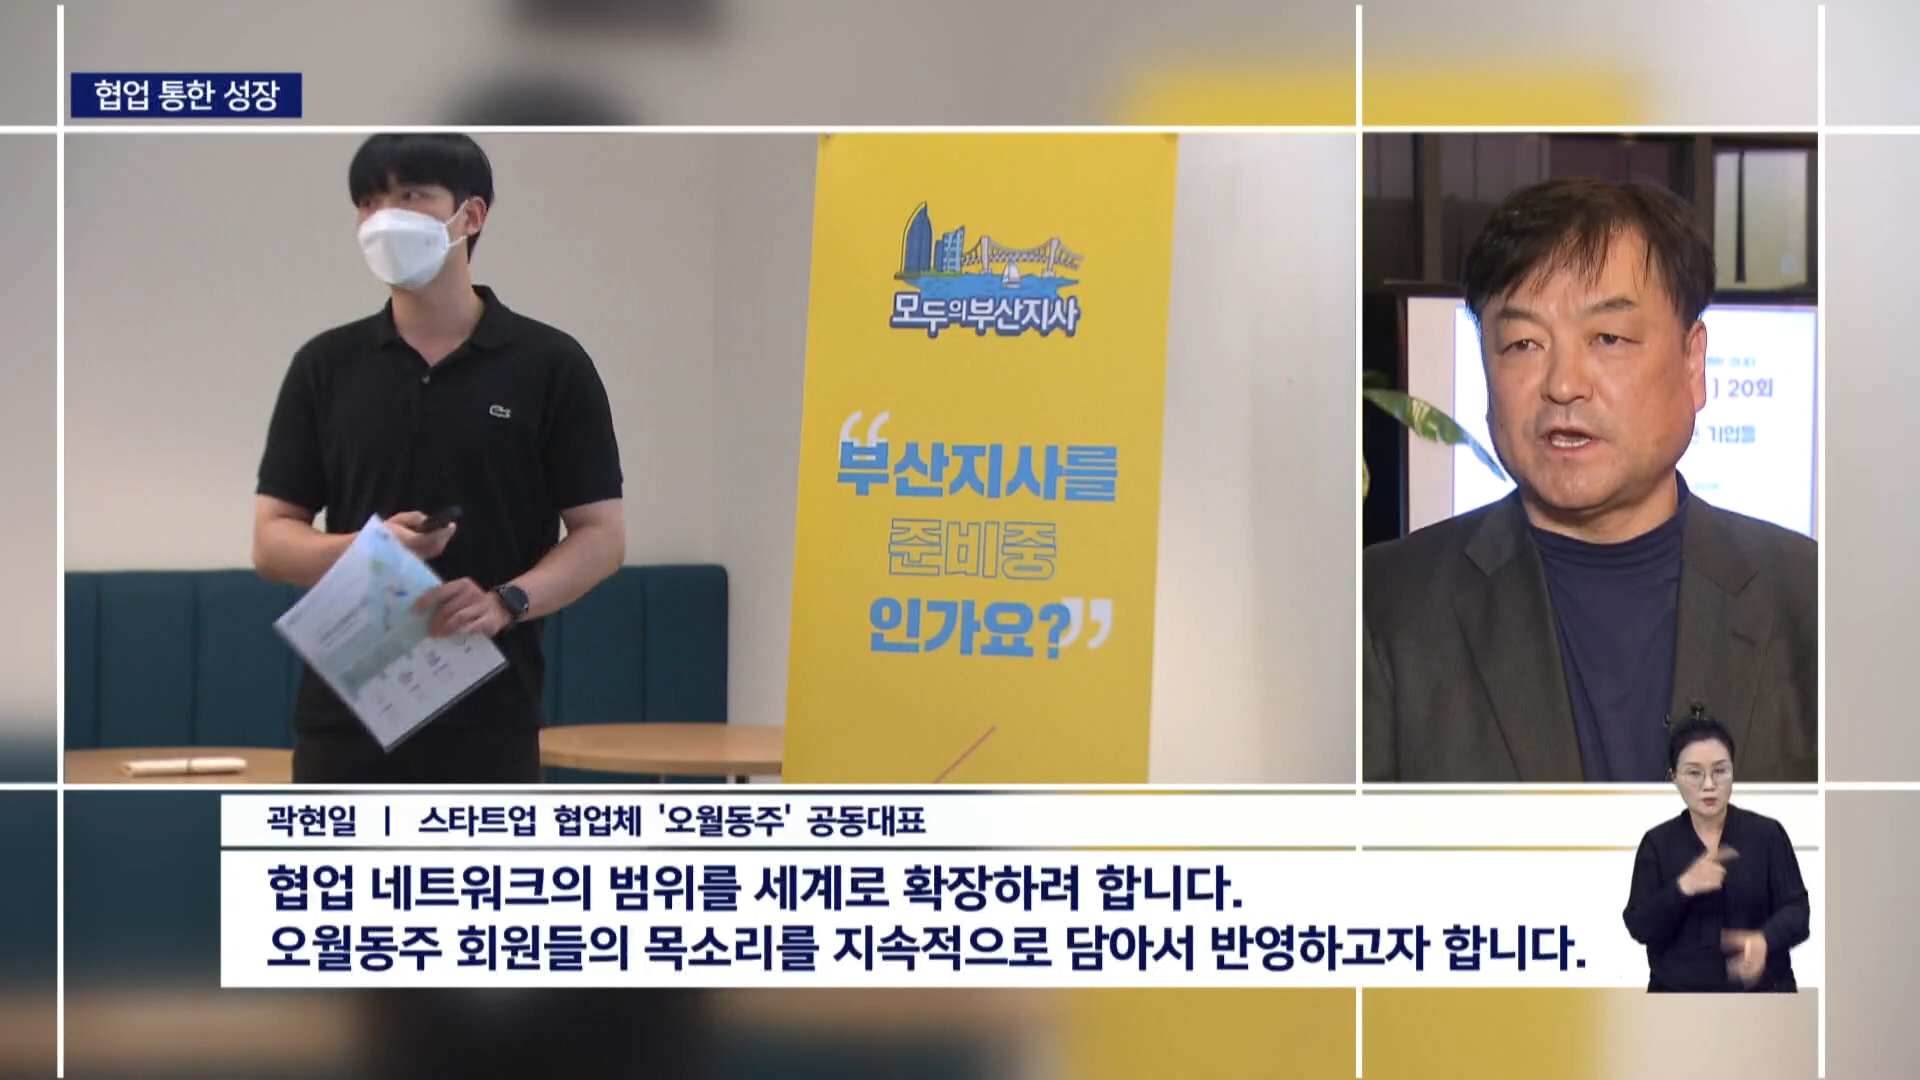 협업 통한 성장
모두의부산지사
“부산지사를
준비중
인가요?”
] 20회
기업들
곽현일 | 스타트업 협업체 '오월동주' 공동대표
협업 네트워크의 범위를 세계로 확장하려 합니다.
오월동주 회원들의 목소리를 지속적으로 담아서 반영하고자 합니다.